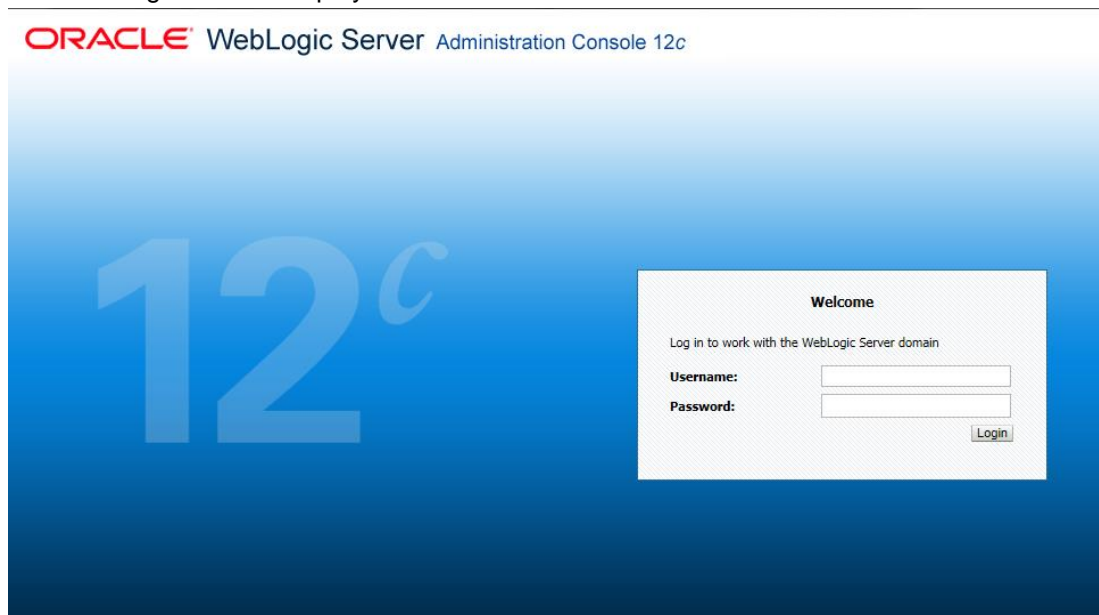 ORACLE WebLogic Server Administration Console 12c
12c
Welcome
Log in to work with the WebLogic Server domain
Username:
Password:
Login